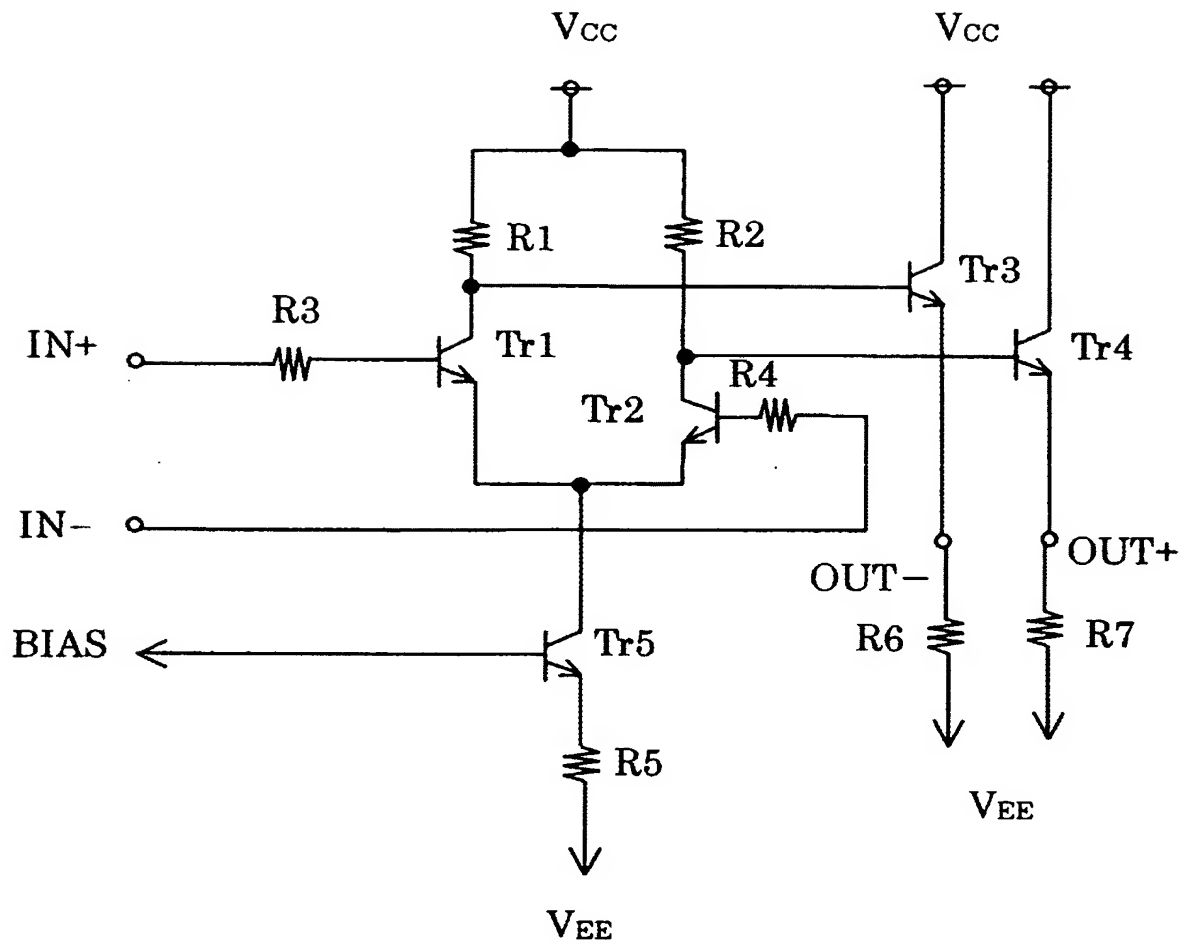 VCC
VCC
R1
R2
Tr3
R3
IN+
Tr1
Tr4
R4
Tr2
IN−
OUT+
OUT−
BIAS
Tr5
R6
R7
R5
VEE
VEE